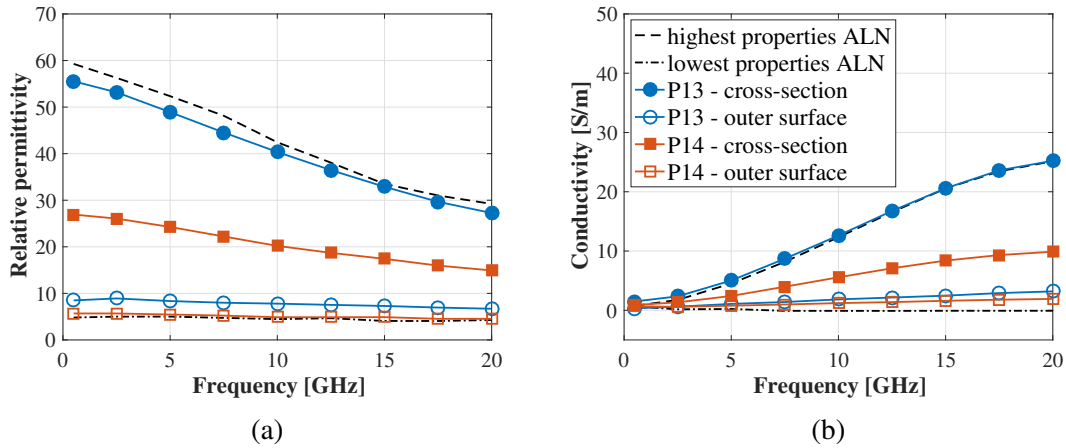 70
60
50
40
30
20
10
0
Relative permittivity
0 5 10 15 20
Frequency [GHz]
(a)
50
40
30
20
10
0
Conductivity [S/m]
highest properties ALN
lowest properties ALN
P13 - cross-section
P13 - outer surface
P14 - cross-section
P14 - outer surface
0 5 10 15 20
Frequency [GHz]
(b)